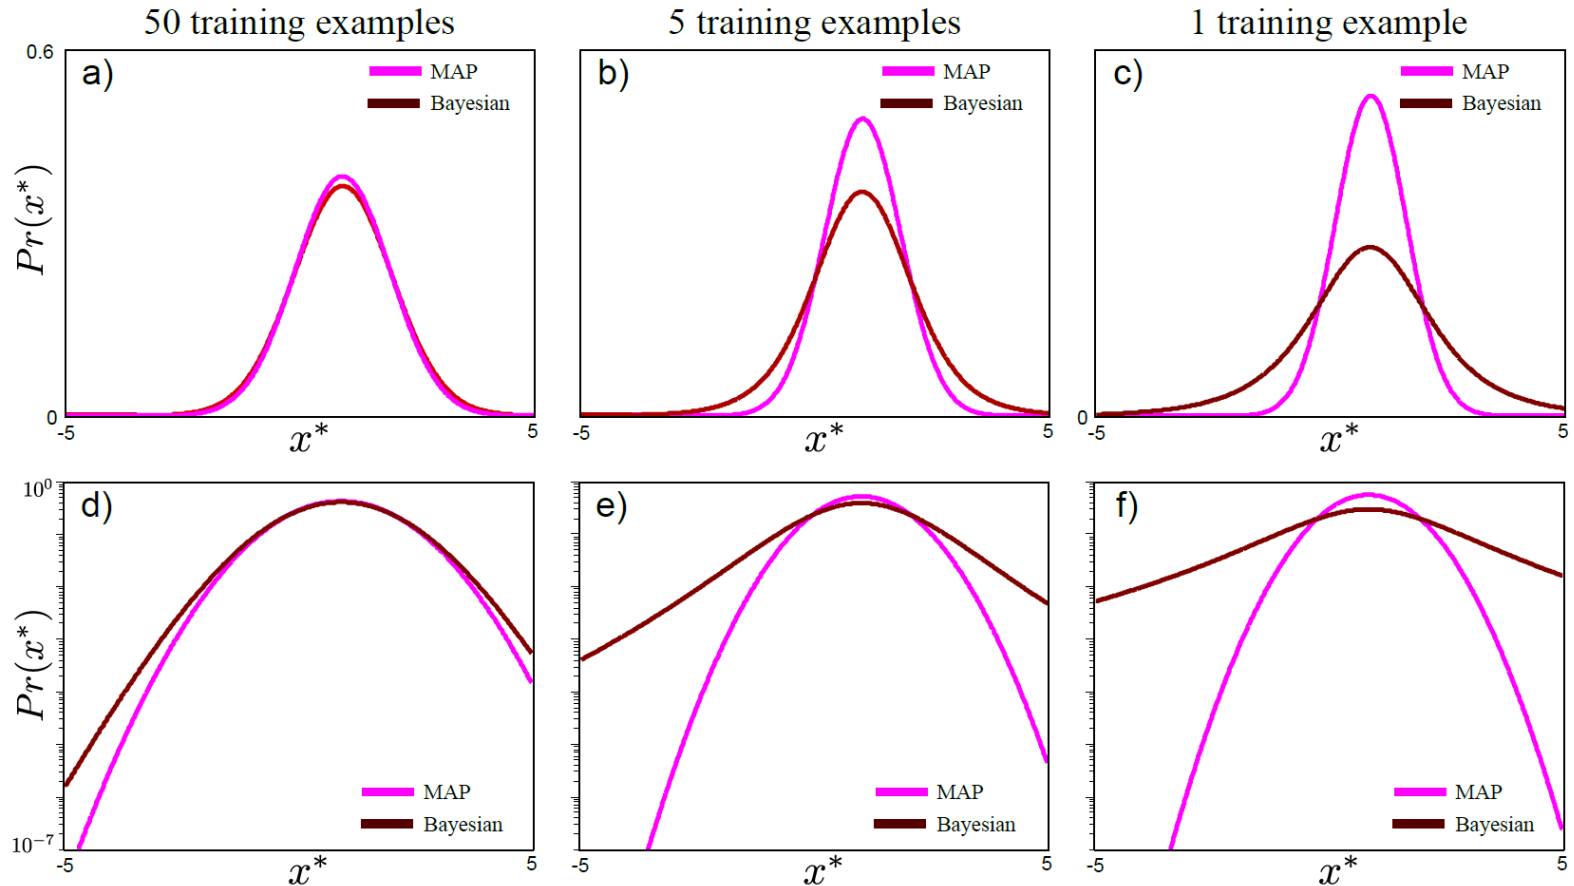 50 training examples
5 training examples
1 training example
0.6
a)
MAP
Bayesian
b)
MAP
Bayesian
c)
MAP
Bayesian
Pr(x*)
0
0
-5
x*
5
-5
x*
5
-5
x*
5
10⁰
d)
e)
f)
Pr(x*)
MAP
Bayesian
MAP
Bayesian
MAP
Bayesian
10⁻⁷
-5
x*
5
-5
x*
5
-5
x*
5